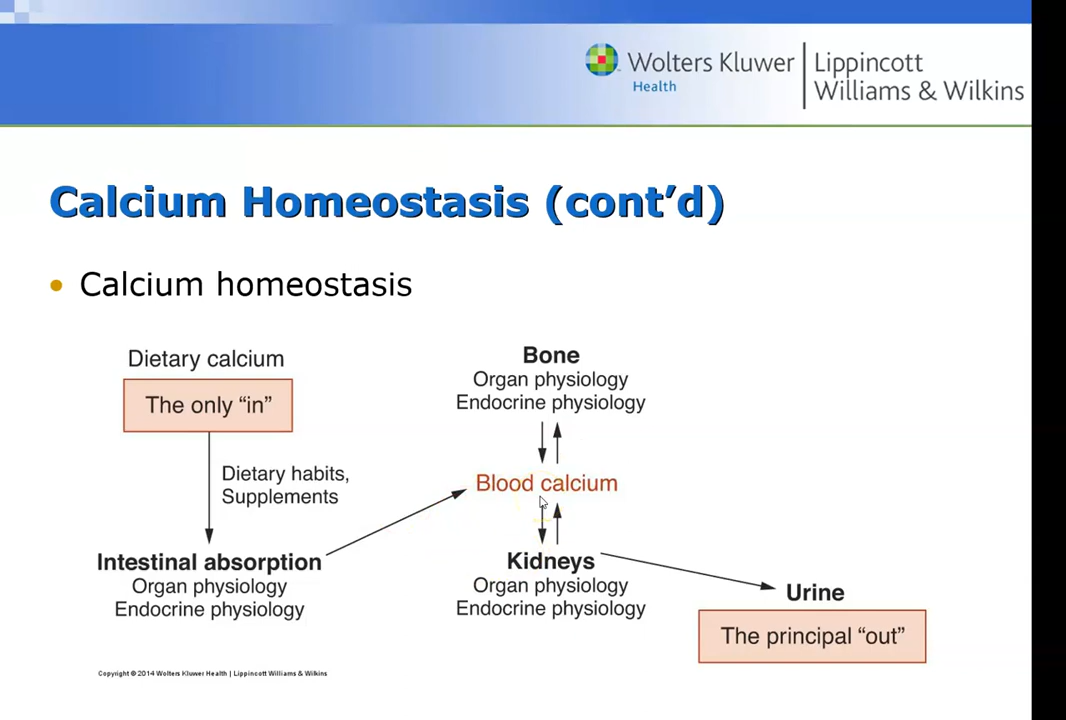 Wolters Kluwer
Health
Lippincott
Williams & Wilkins
Calcium Homeostasis (cont’d)
• Calcium homeostasis
Dietary calcium
The only “in”
Dietary habits,
Supplements
Intestinal absorption
Organ physiology
Endocrine physiology
Bone
Organ physiology
Endocrine physiology
Blood calcium
Kidneys
Organ physiology
Endocrine physiology
Urine
The principal “out”
Copyright © 2014 Wolters Kluwer Health | Lippincott Williams & Wilkins